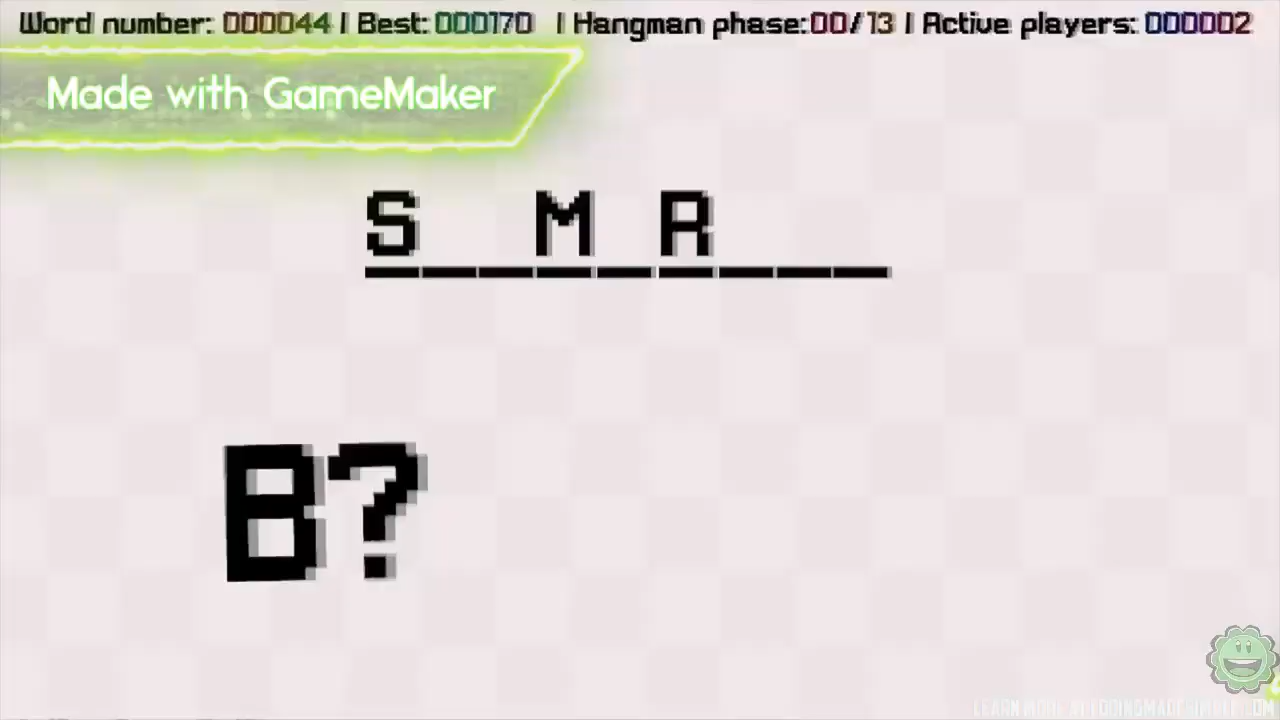 Word number: 000044 | Best: 000170 | Hangman phase:00/13 | Active players: 000002
Made with GameMaker
S M R
B?